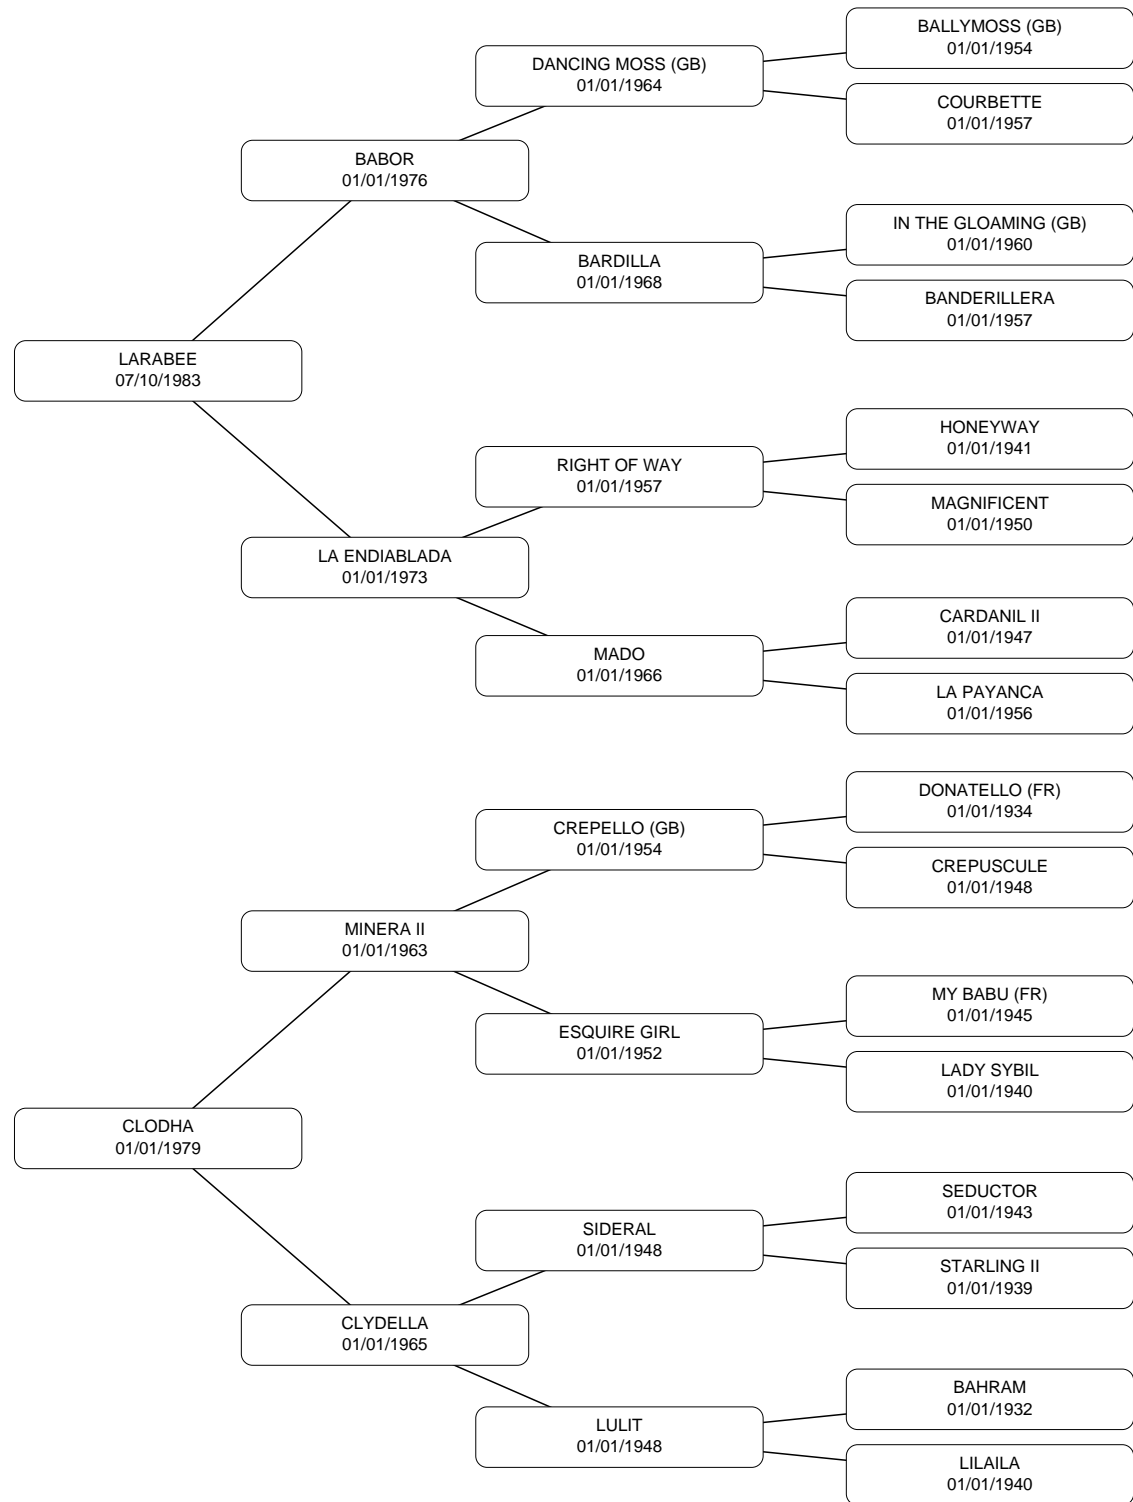 BALLYMOSS (GB)
01/01/1954
DANCING MOSS (GB)
01/01/1964
COURBETTE
01/01/1957
BABOR
01/01/1976
IN THE GLOAMING (GB)
01/01/1960
BARDILLA
01/01/1968
BANDERILLERA
01/01/1957
LARABEE
07/10/1983
HONEYWAY
01/01/1941
RIGHT OF WAY
01/01/1957
MAGNIFICENT
01/01/1950
LA ENDIABLADA
01/01/1973
CARDANIL II
01/01/1947
MADO
01/01/1966
LA PAYANCA
01/01/1956
DONATELLO (FR)
01/01/1934
CREPELLO (GB)
01/01/1954
CREPUSCULE
01/01/1948
MINERA II
01/01/1963
MY BABU (FR)
01/01/1945
ESQUIRE GIRL
01/01/1952
LADY SYBIL
01/01/1940
CLODHA
01/01/1979
SEDUCTOR
01/01/1943
SIDERAL
01/01/1948
STARLING II
01/01/1939
CLYDELLA
01/01/1965
BAHRAM
01/01/1932
LULIT
01/01/1948
LILAILA
01/01/1940